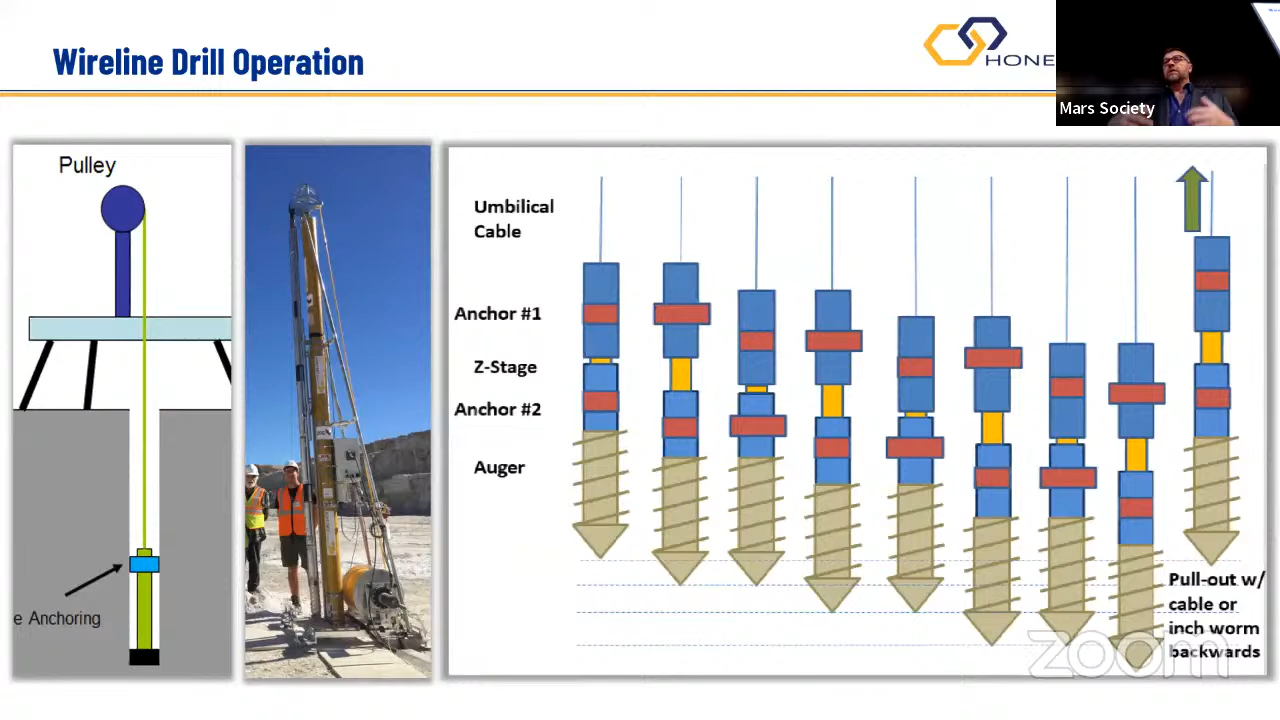 Wireline Drill Operation
HONE
Mars Society
Pulley
e Anchoring
Umbilical
Cable
Anchor #1
Z-Stage
Anchor #2
Auger
Pull-out w/
cable or
inch worm
backwards
zoom